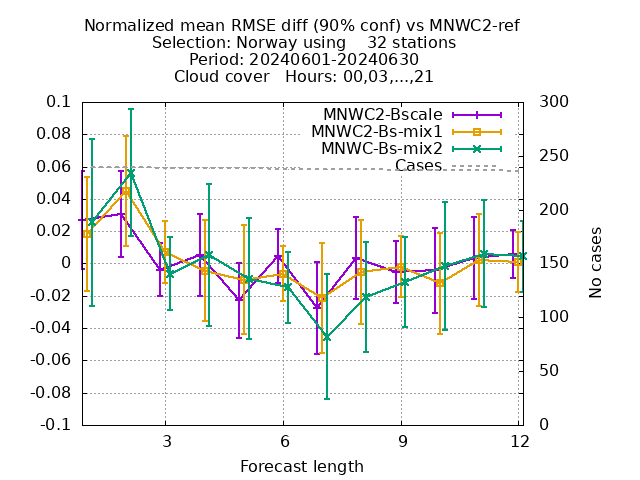 Normalized mean RMSE diff (90% conf) vs MNWC2-ref
Selection: Norway using    32 stations
Period: 20240601-20240630
Cloud cover   Hours: 00,03,...,21
MNWC2-Bscale
MNWC2-Bs-mix1
MNWC-Bs-mix2
Cases
0.1
0.08
0.06
0.04
0.02
0
-0.02
-0.04
-0.06
-0.08
-0.1
300
250
200
150
100
50
0
No cases
3
6
9
12
Forecast length